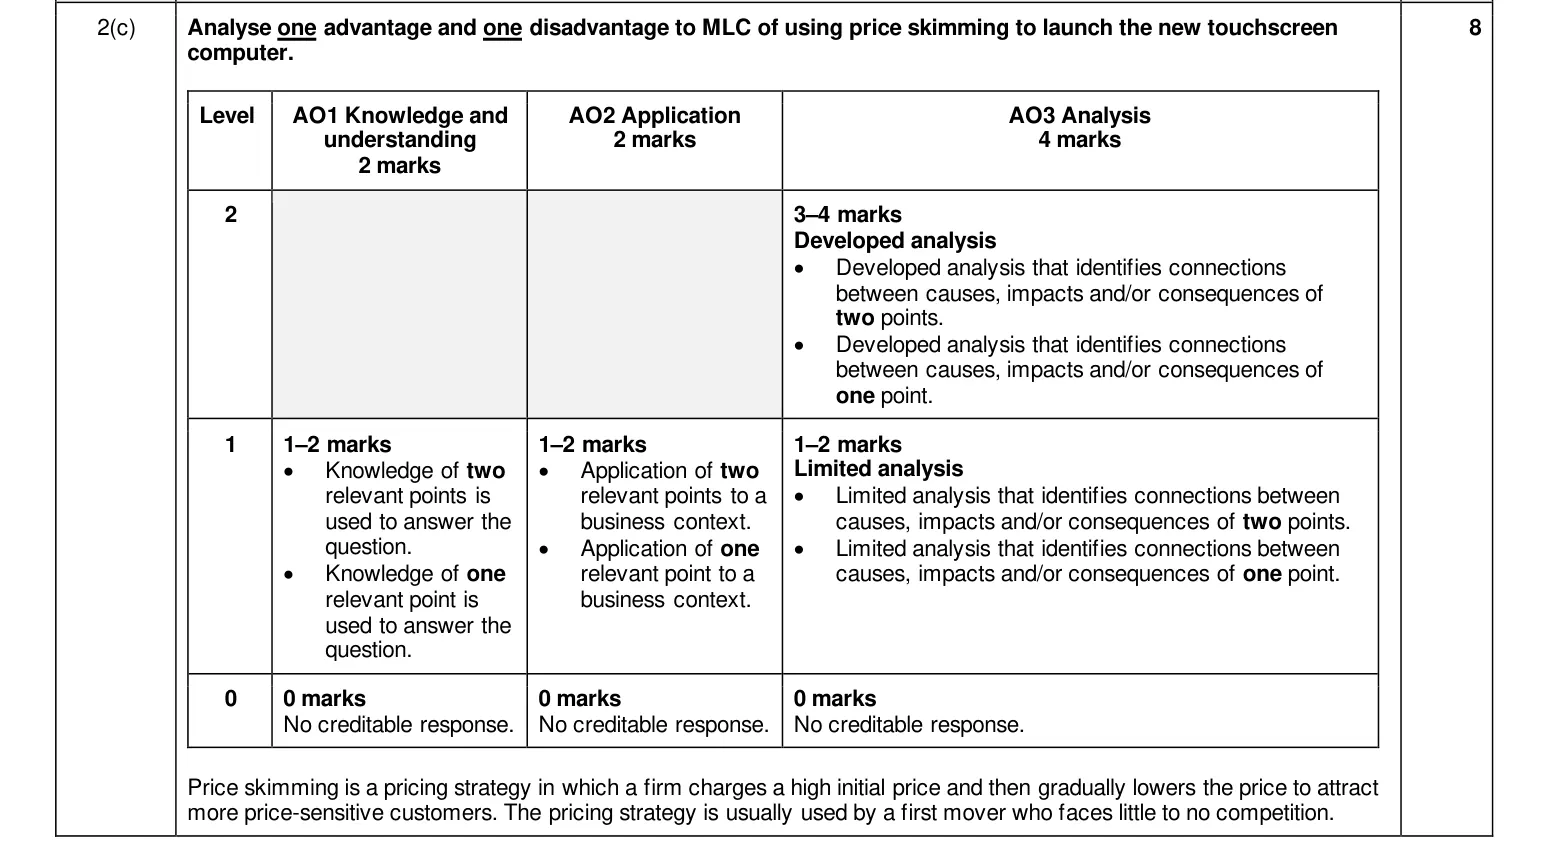 2(c)
Analyse one advantage and one disadvantage to MLC of using price skimming to launch the new touchscreen
computer.
8
Level
AO1 Knowledge and
understanding
2 marks
AO2 Application
2 marks
AO3 Analysis
4 marks
2
3–4 marks
Developed analysis
• Developed analysis that identifies connections
between causes, impacts and/or consequences of
two points.
• Developed analysis that identifies connections
between causes, impacts and/or consequences of
one point.
1
1–2 marks
• Knowledge of two
relevant points is
used to answer the
question.
• Knowledge of one
relevant point is
used to answer the
question.
1–2 marks
• Application of two
relevant points to a
business context.
• Application of one
relevant point to a
business context.
1–2 marks
Limited analysis
• Limited analysis that identifies connections between
causes, impacts and/or consequences of two points.
• Limited analysis that identifies connections between
causes, impacts and/or consequences of one point.
0
0 marks
No creditable response.
0 marks
No creditable response.
0 marks
No creditable response.
Price skimming is a pricing strategy in which a firm charges a high initial price and then gradually lowers the price to attract
more price-sensitive customers. The pricing strategy is usually used by a first mover who faces little to no competition.